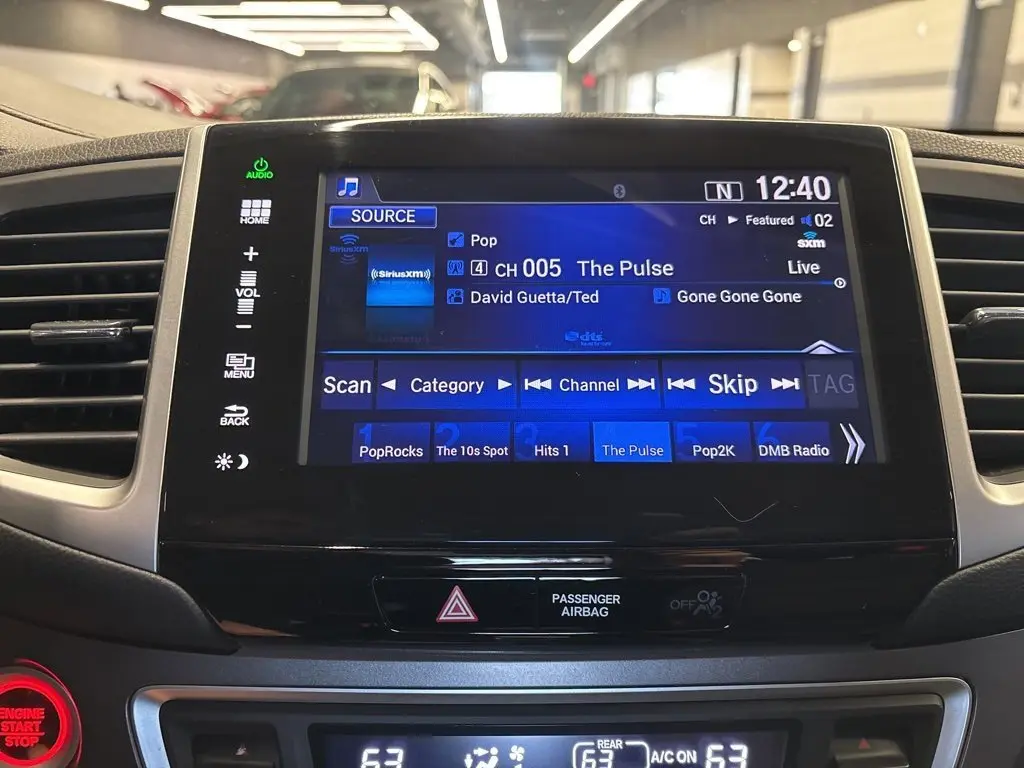 AUDIO
HOME
+
VOL
−
MENU
BACK
N 12:40
SOURCE
CH ► Featured 02
SiriusXM
sxm
((SiriusXM))
Pop
4 CH 005 The Pulse Live
David Guetta/Ted Gone Gone Gone
dts
Scan ◄ Category ► Channel Skip TAG
1 PopRocks 2 The 10s Spot 3 Hits 1 The Pulse 5 Pop2K 6 DMB Radio
PASSENGER
AIRBAG
OFF
ENGINE
START
STOP
63 REAR 63 A/C ON 63